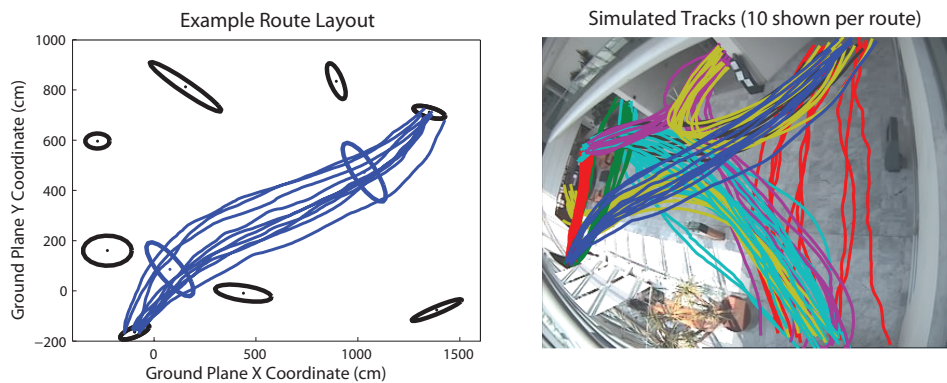 Example Route Layout
1000
800
600
400
200
0
−200
0
500
1000
1500
Ground Plane Y Coordinate (cm)
Ground Plane X Coordinate (cm)
Simulated Tracks (10 shown per route)